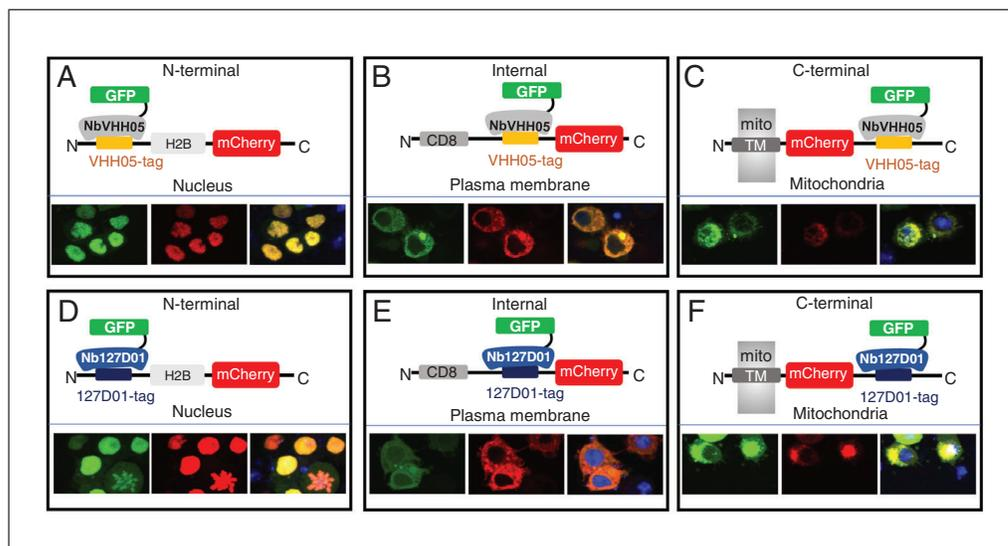 A
N-terminal
GFP
NbVHH05
N H2B mCherry C
VHH05-tag
Nucleus
B
Internal
GFP
NbVHH05
N CD8 mCherry C
VHH05-tag
Plasma membrane
C
C-terminal
GFP
mito NbVHH05
N TM mCherry C
VHH05-tag
Mitochondria
D
N-terminal
GFP
Nb127D01
N H2B mCherry C
127D01-tag
Nucleus
E
Internal
GFP
Nb127D01
N CD8 mCherry C
127D01-tag
Plasma membrane
F
C-terminal
GFP
mito Nb127D01
N TM mCherry C
127D01-tag
Mitochondria